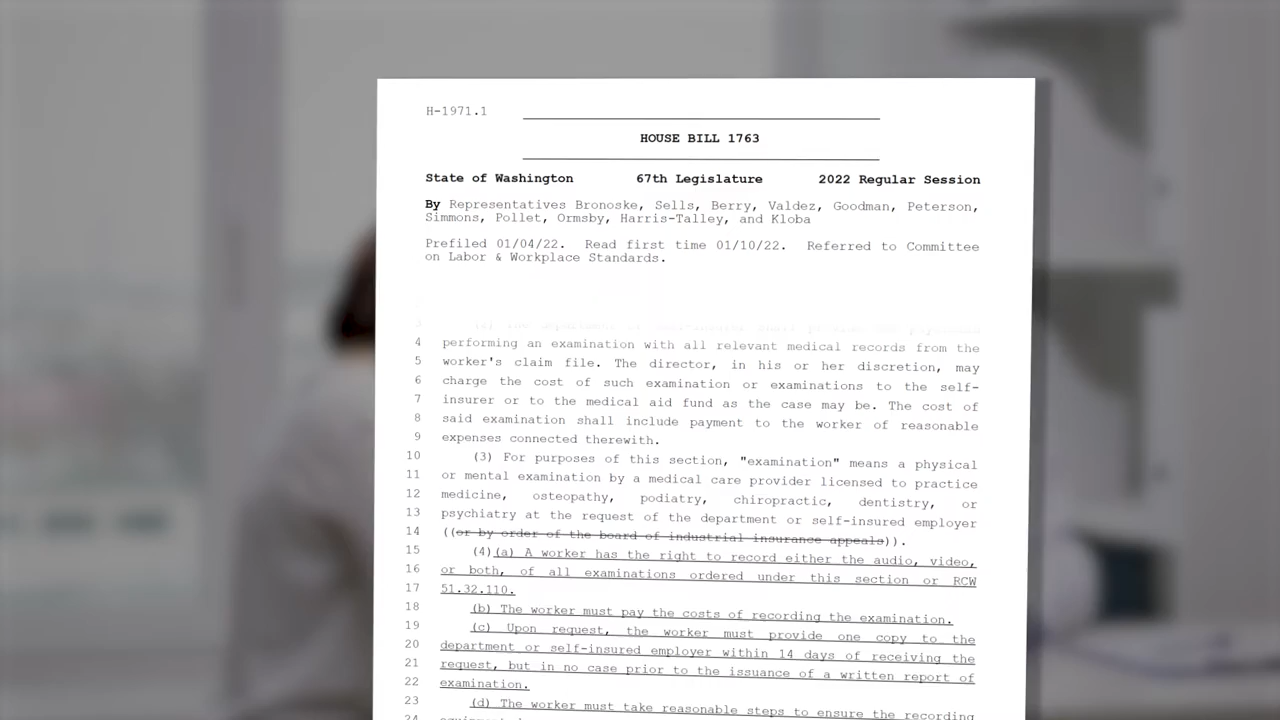 H-1971.1
HOUSE BILL 1763
State of Washington 67th Legislature 2022 Regular Session
By Representatives Bronoske, Sells, Berry, Valdez, Goodman, Peterson,
Simmons, Pollet, Ormsby, Harris-Talley, and Kloba
Prefiled 01/04/22. Read first time 01/10/22. Referred to Committee
on Labor & Workplace Standards.
3
4 performing an examination with all relevant medical records from the
5 worker's claim file. The director, in his or her discretion, may
6 charge the cost of such examination or examinations to the self-
7 insurer or to the medical aid fund as the case may be. The cost of
8 said examination shall include payment to the worker of reasonable
9 expenses connected therewith.
10 (3) For purposes of this section, "examination" means a physical
11 or mental examination by a medical care provider licensed to practice
12 medicine, osteopathy, podiatry, chiropractic, dentistry, or
13 psychiatry at the request of the department or self-insured employer
14 ((or by order of the board of industrial insurance appeals)).
15 (4)(a) A worker has the right to record either the audio, video,
16 or both, of all examinations ordered under this section or RCW
17 51.32.110.
18 (b) The worker must pay the costs of recording the examination.
19 (c) Upon request, the worker must provide one copy to the
20 department or self-insured employer within 14 days of receiving the
21 request, but in no case prior to the issuance of a written report of
22 examination.
23 (d) The worker must take reasonable steps to ensure the recording
24